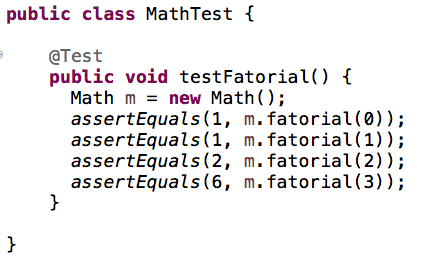 public class MathTest {
@Test
public void testFatorial() {
Math m = new Math();
assertEquals(1, m.fatorial(0));
assertEquals(1, m.fatorial(1));
assertEquals(2, m.fatorial(2));
assertEquals(6, m.fatorial(3));
}
}